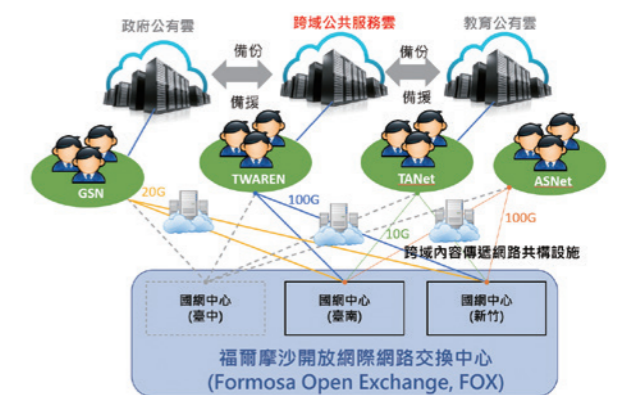 政府公有雲
跨域公共服務雲
教育公有雲
備份
備份
備援
備援
GSN
TWAREN
TANet
ASNet
20G
100G
10G
100G
跨域內容傳遞網路共構設施
國網中心
(臺中)
國網中心
(臺南)
國網中心
(新竹)
福爾摩沙開放網際網路交換中心
(Formosa Open Exchange, FOX)